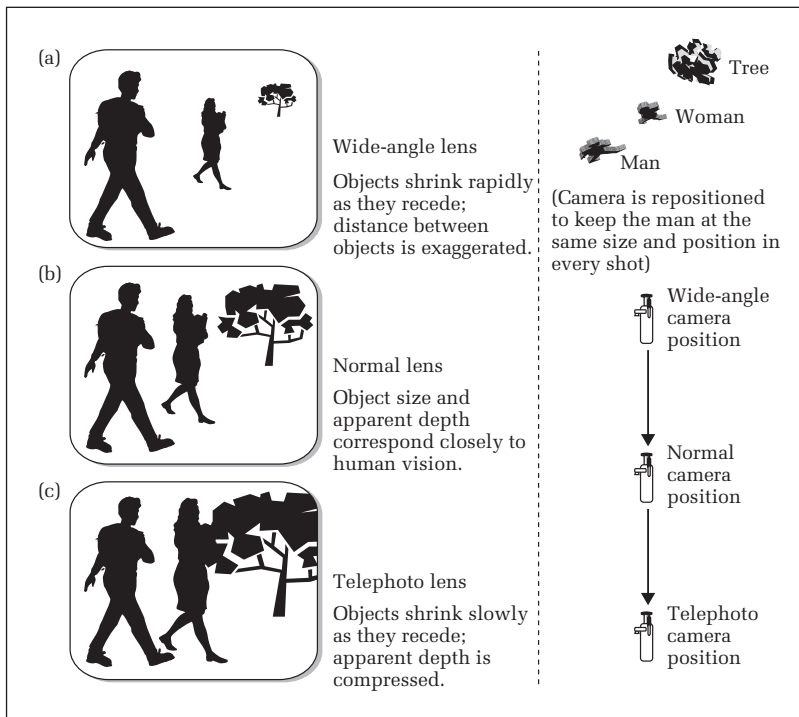 (a)
Wide-angle lens
Objects shrink rapidly
as they recede;
distance between
objects is exaggerated.
(b)
Normal lens
Object size and
apparent depth
correspond closely to
human vision.
(c)
Telephoto lens
Objects shrink slowly
as they recede;
apparent depth is
compressed.
Tree
Woman
Man
(Camera is repositioned
to keep the man at the
same size and position in
every shot)
Wide-angle
camera
position
Normal
camera
position
Telephoto
camera
position